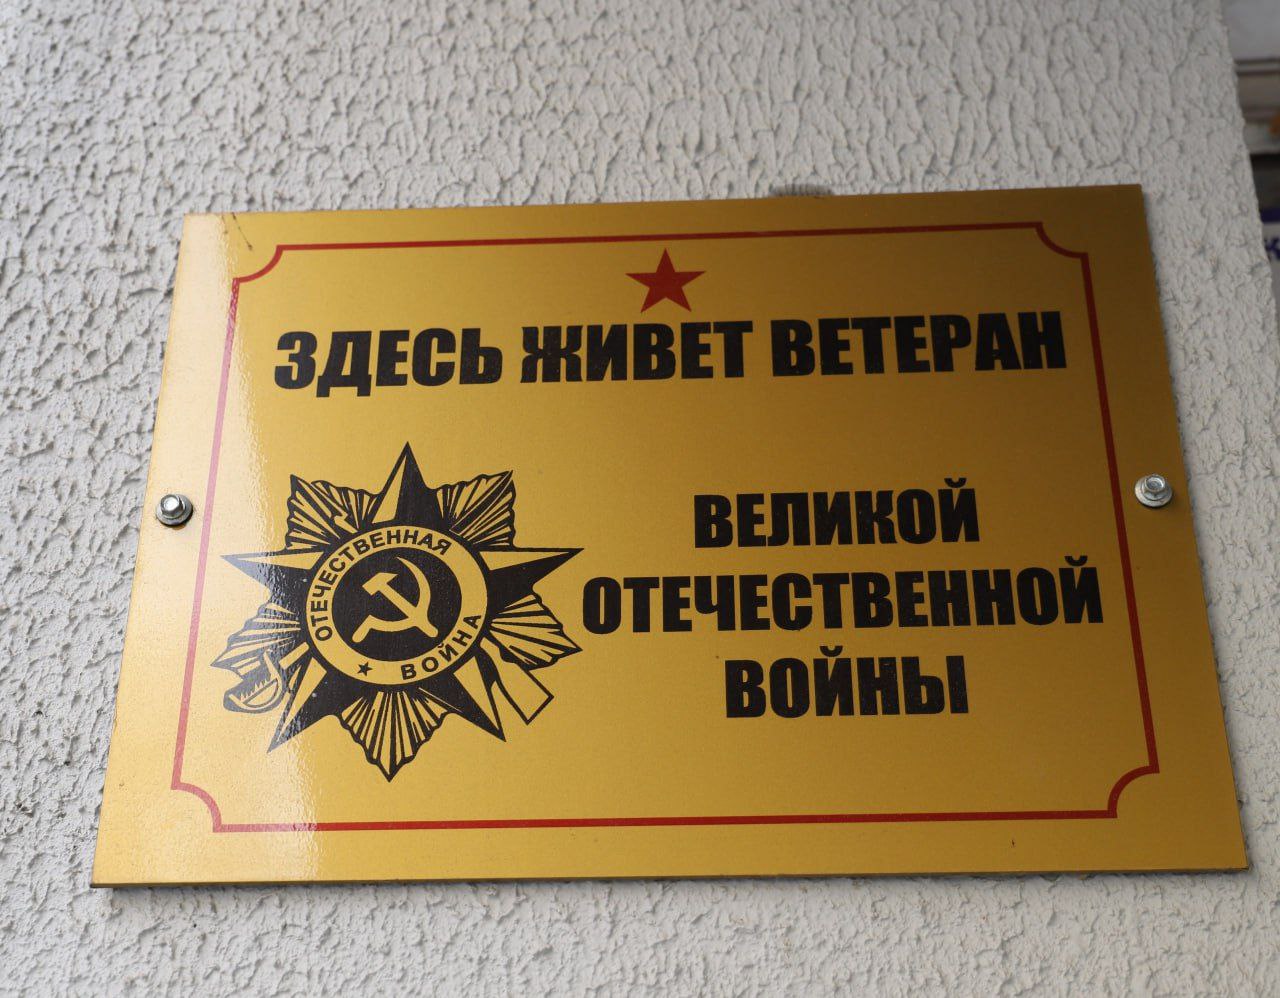 ЗДЕСЬ ЖИВЕТ ВЕТЕРАН
ВЕЛИКОЙ
ОТЕЧЕСТВЕННОЙ
ВОЙНЫ
ОТЕЧЕСТВЕННАЯ
ВОЙНА